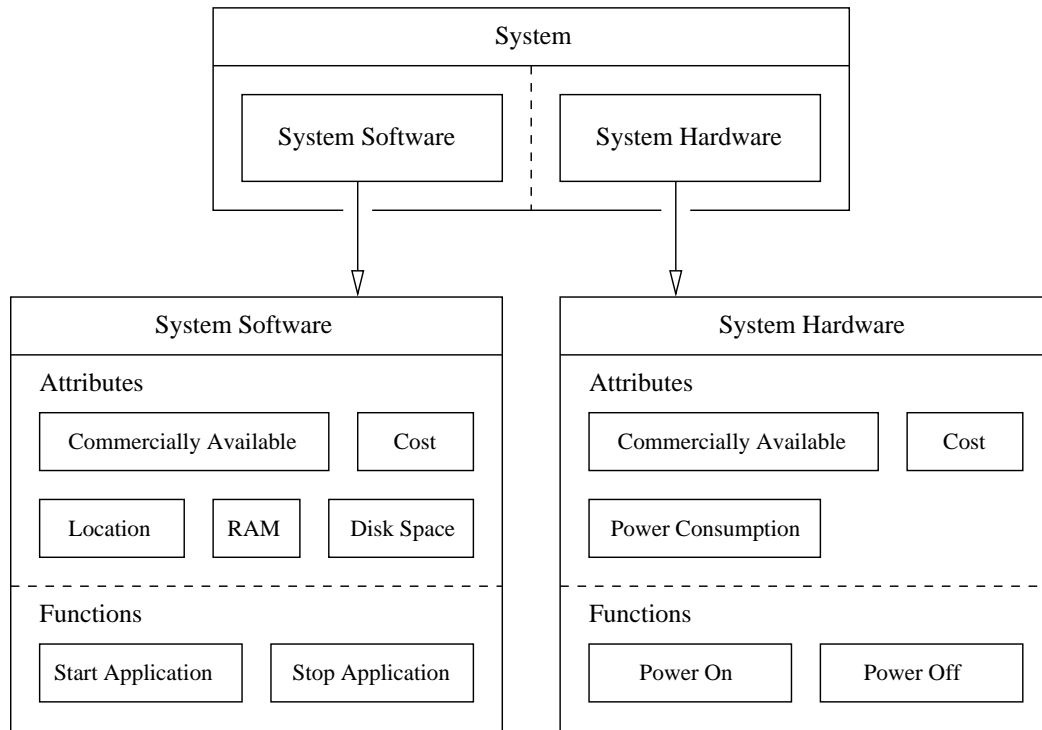 System
System Software
System Hardware
System Software
Attributes
Commercially Available
Cost
Location
RAM
Disk Space
Functions
Start Application
Stop Application
System Hardware
Attributes
Commercially Available
Cost
Power Consumption
Functions
Power On
Power Off